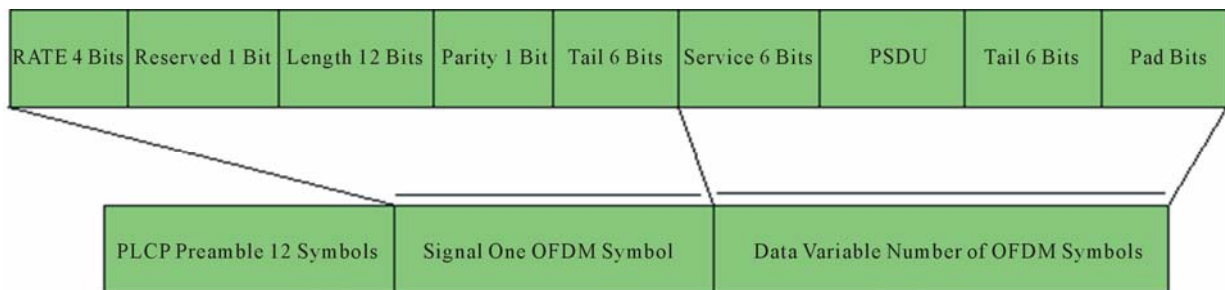 RATE 4 Bits Reserved 1 Bit Length 12 Bits Parity 1 Bit Tail 6 Bits Service 6 Bits PSDU Tail 6 Bits Pad Bits
PLCP Preamble 12 Symbols Signal One OFDM Symbol Data Variable Number of OFDM Symbols